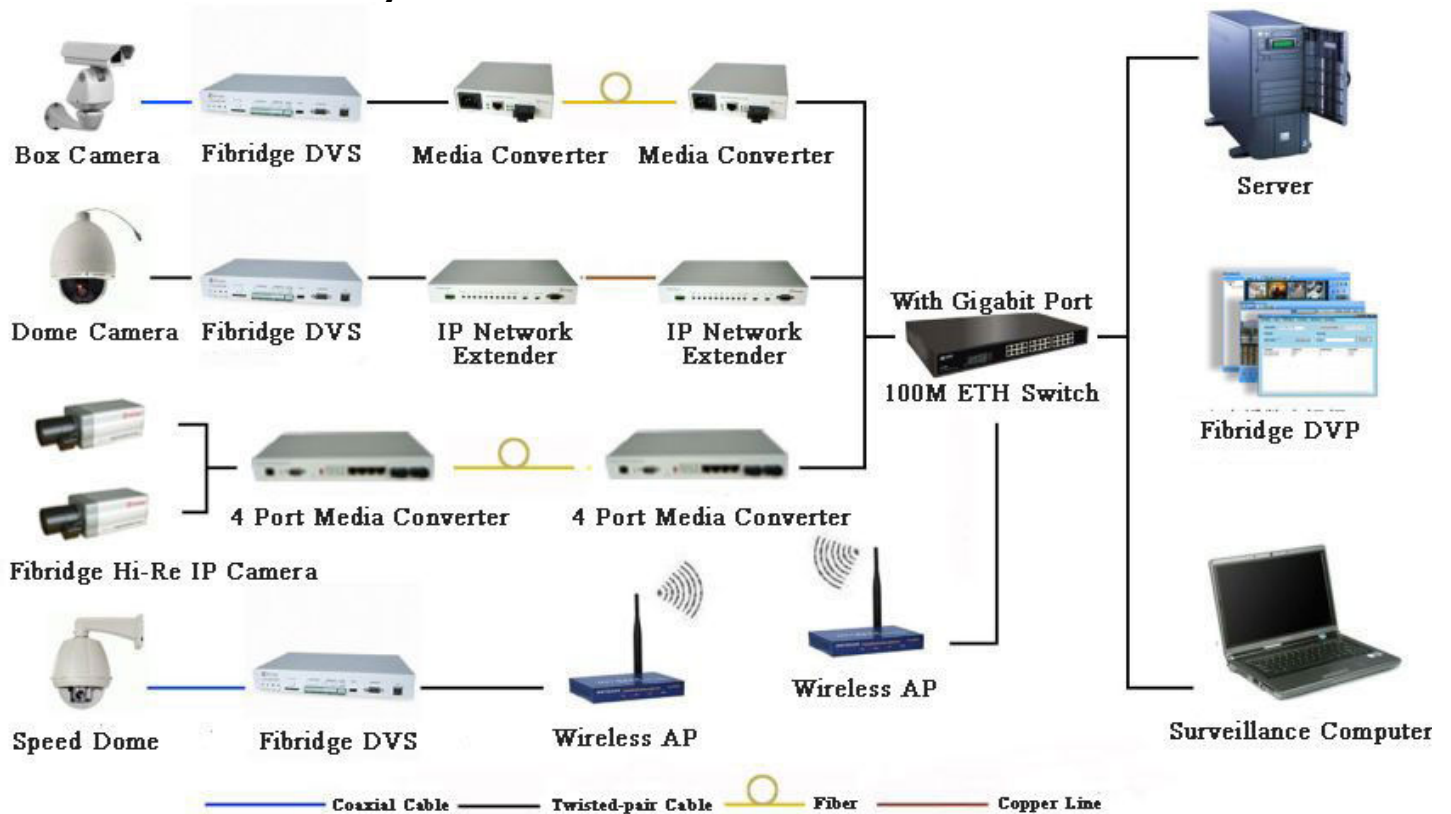 Box Camera
Fibridge DVS
Media Converter
Media Converter
Server
Dome Camera
Fibridge DVS
IP Network
Extender
IP Network
Extender
With Gigabit Port
100M ETH Switch
Fibridge DVP
4 Port Media Converter
4 Port Media Converter
Fibridge Hi-Re IP Camera
Speed Dome
Fibridge DVS
Wireless AP
Wireless AP
Surveillance Computer
Coaxial Cable
Twisted-pair Cable
Fiber
Copper Line